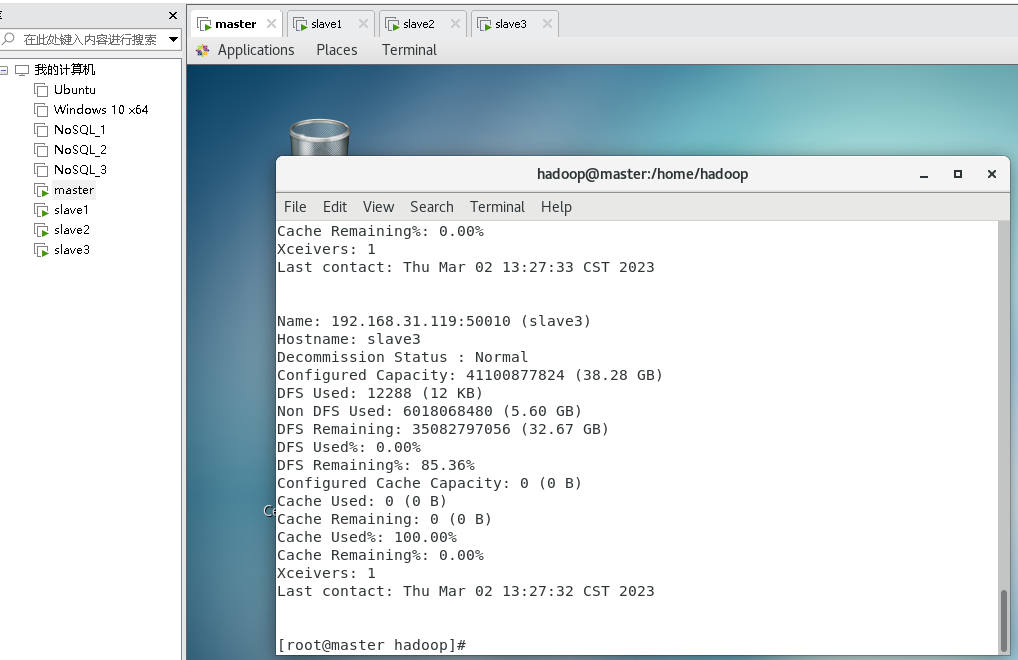 在此处键入内容进行搜索
我的计算机
Ubuntu
Windows 10 x64
NoSQL_1
NoSQL_2
NoSQL_3
master
slave1
slave2
slave3
master slave1 slave2 slave3
Applications Places Terminal
hadoop@master:/home/hadoop
File Edit View Search Terminal Help
Cache Remaining%: 0.00%
Xceivers: 1
Last contact: Thu Mar 02 13:27:33 CST 2023
Name: 192.168.31.119:50010 (slave3)
Hostname: slave3
Decommission Status : Normal
Configured Capacity: 41100877824 (38.28 GB)
DFS Used: 12288 (12 KB)
Non DFS Used: 6018068480 (5.60 GB)
DFS Remaining: 35082797056 (32.67 GB)
DFS Used%: 0.00%
DFS Remaining%: 85.36%
Configured Cache Capacity: 0 (0 B)
Cache Used: 0 (0 B)
Cache Remaining: 0 (0 B)
Cache Used%: 100.00%
Cache Remaining%: 0.00%
Xceivers: 1
Last contact: Thu Mar 02 13:27:32 CST 2023
[root@master hadoop]#